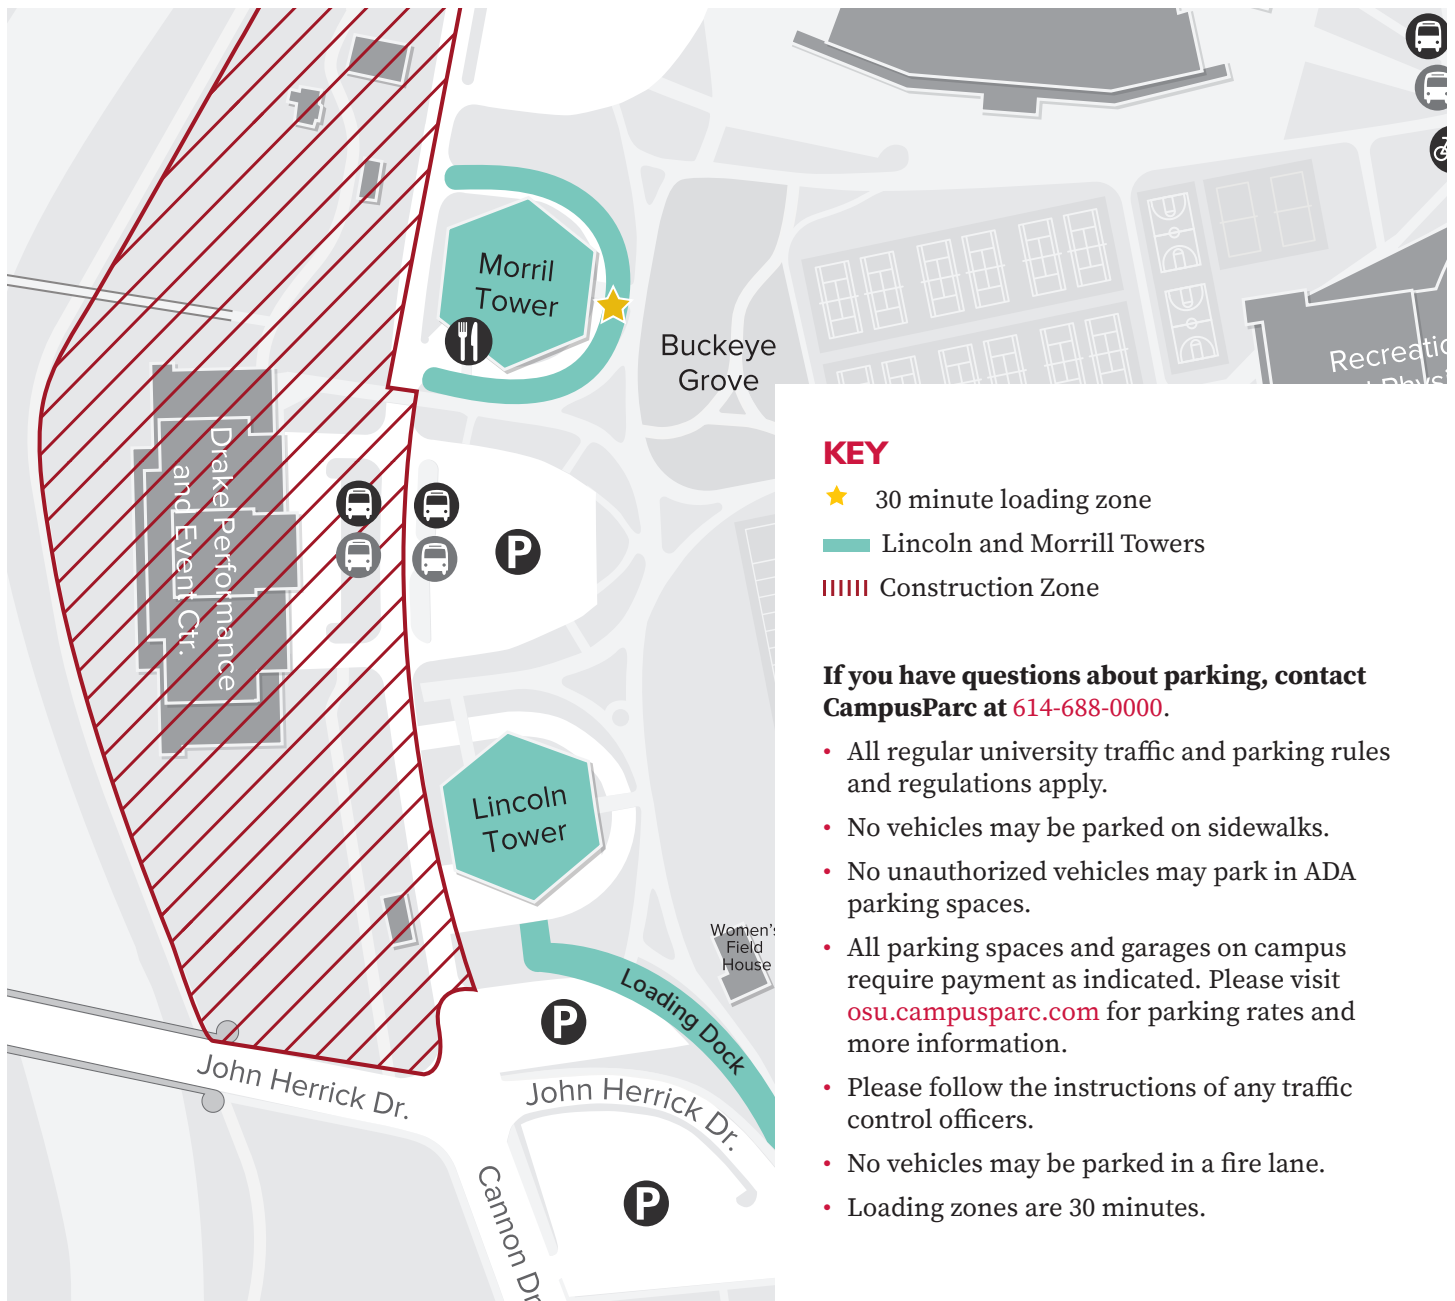 Morril
Tower
Buckeye
Grove
Recreatio
Drake Performance
and Event Ctr.
P
Lincoln
Tower
Women's
Field
House
Loading Dock
P
John Herrick Dr.
John Herrick Dr.
P
Cannon Dr
KEY
30 minute loading zone
Lincoln and Morrill Towers
Construction Zone
If you have questions about parking, contact
CampusParc at 614-688-0000.
• All regular university traffic and parking rules
and regulations apply.
• No vehicles may be parked on sidewalks.
• No unauthorized vehicles may park in ADA
parking spaces.
• All parking spaces and garages on campus
require payment as indicated. Please visit
osu.campusparc.com for parking rates and
more information.
• Please follow the instructions of any traffic
control officers.
• No vehicles may be parked in a fire lane.
• Loading zones are 30 minutes.